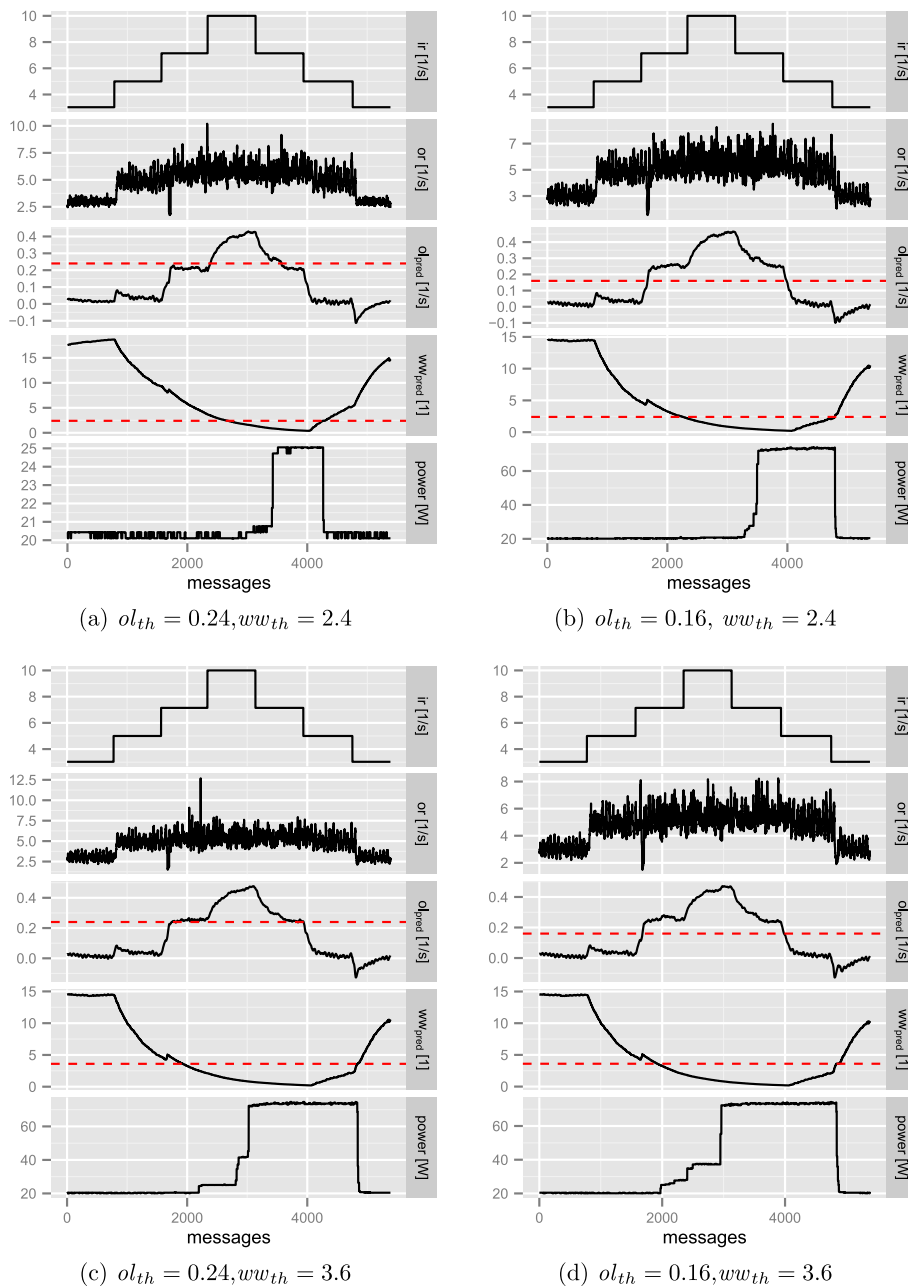 10
8
6
4
ir [1/s]
10.0
7.5
5.0
2.5
or [1/s]
0.4
0.3
0.2
0.1
0.0
−0.1
ol_pred [1/s]
15
10
5
0
ww_pred [1]
25
24
23
22
21
20
power [W]
0 2000 4000
messages
(a) ol_th = 0.24,ww_th = 2.4
10
8
6
4
ir [1/s]
7
5
3
or [1/s]
0.4
0.3
0.2
0.1
0.0
−0.1
ol_pred [1/s]
15
10
5
0
ww_pred [1]
60
40
20
power [W]
0 2000 4000
messages
(b) ol_th = 0.16, ww_th = 2.4
10
8
6
4
ir [1/s]
12.5
10.0
7.5
5.0
2.5
or [1/s]
0.4
0.2
0.0
ol_pred [1/s]
15
10
5
0
ww_pred [1]
60
40
20
power [W]
0 2000 4000
messages
(c) ol_th = 0.24,ww_th = 3.6
10
8
6
4
ir [1/s]
8
6
4
2
or [1/s]
0.4
0.2
0.0
ol_pred [1/s]
15
10
5
0
ww_pred [1]
60
40
20
power [W]
0 2000 4000
messages
(d) ol_th = 0.16,ww_th = 3.6